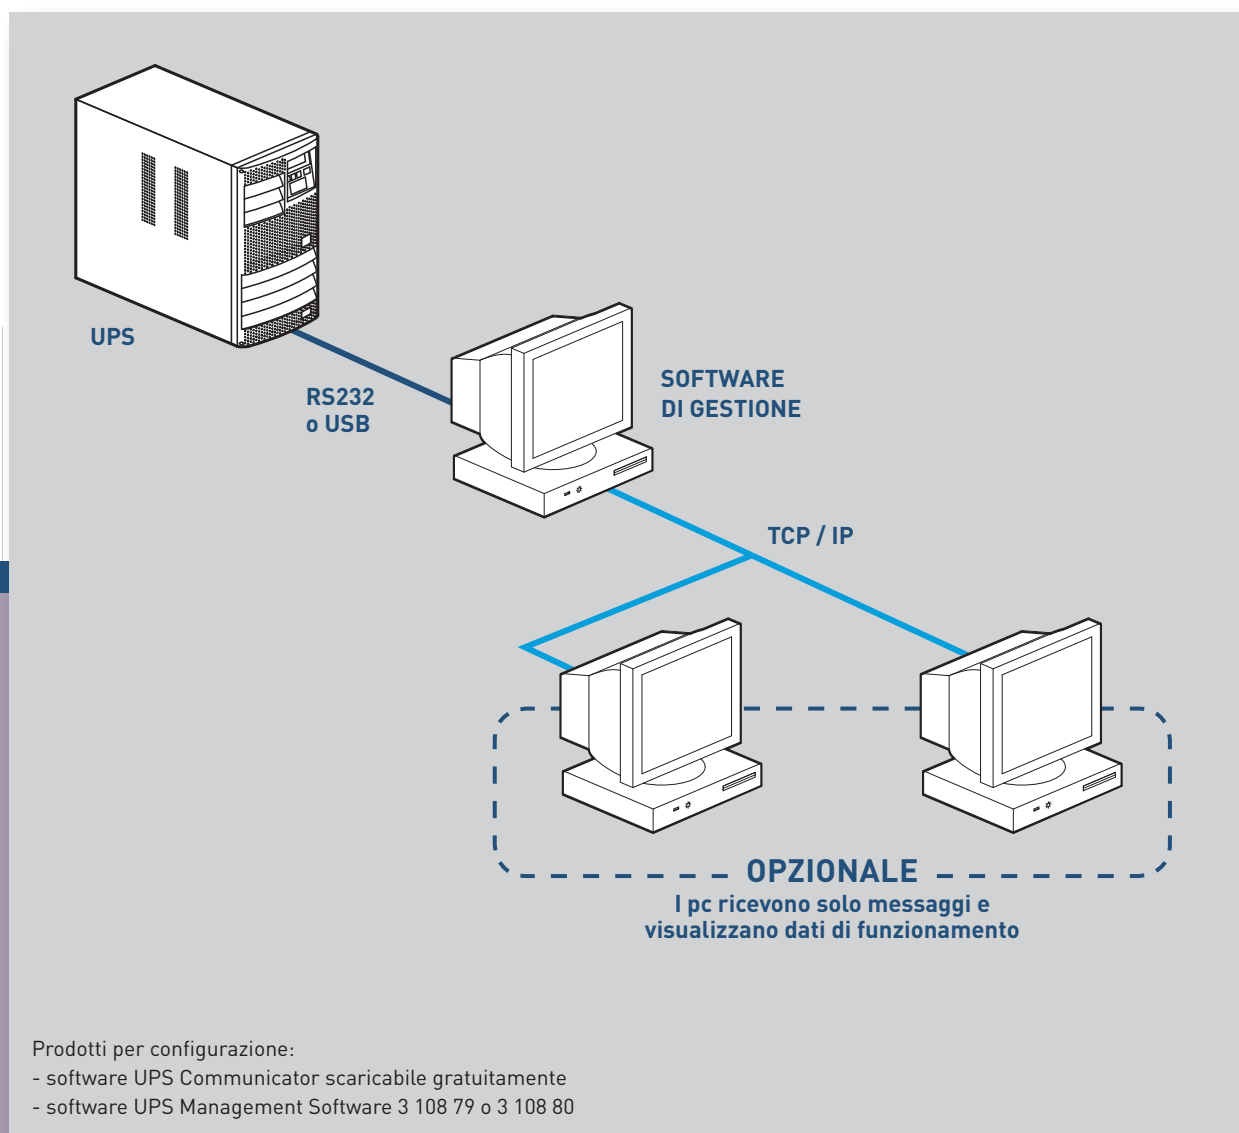 UPS
RS232
o USB
SOFTWARE
DI GESTIONE
TCP / IP
OPZIONALE
I pc ricevono solo messaggi e
visualizzano dati di funzionamento
Prodotti per configurazione:
- software UPS Communicator scaricabile gratuitamente
- software UPS Management Software 3 108 79 o 3 108 80